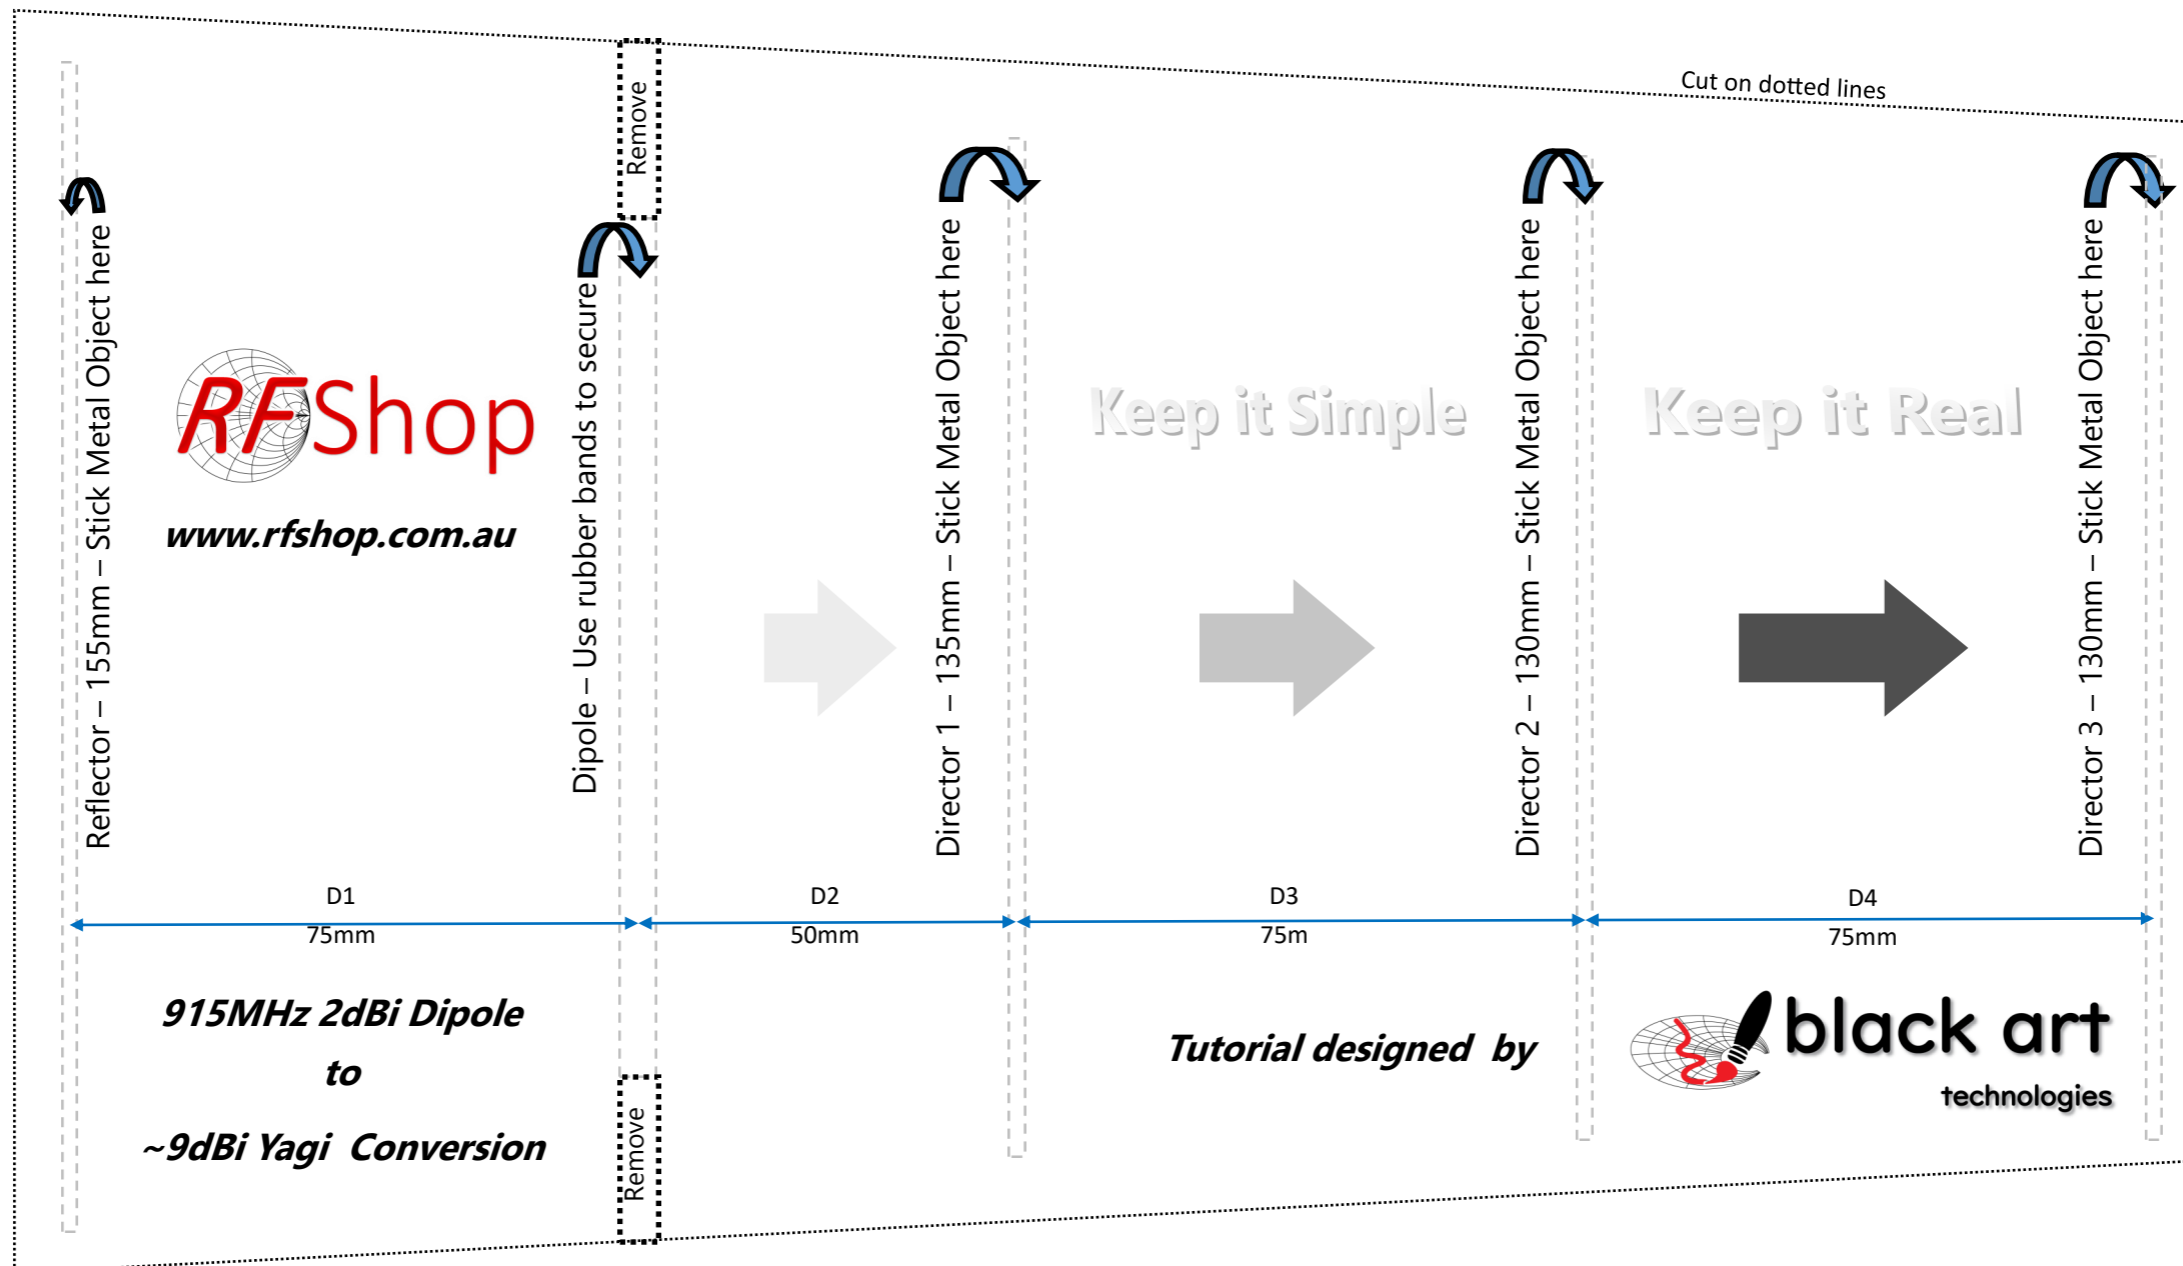 Cut on dotted lines
Remove
Reflector – 155mm – Stick Metal Object here
RFShop
www.rfshop.com.au
Dipole – Use rubber bands to secure
Director 1 – 135mm – Stick Metal Object here
Keep it Simple
Director 2 – 130mm – Stick Metal Object here
Keep it Real
Director 3 – 130mm – Stick Metal Object here
D1
75mm
D2
50mm
D3
75m
D4
75mm
915MHz 2dBi Dipole
to
~9dBi Yagi Conversion
Remove
Tutorial designed by
black art
technologies